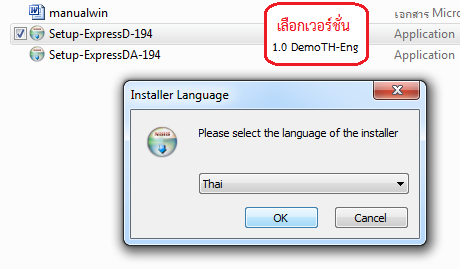 manualwin
เอกสาร Micro
Setup-ExpressD-194
Application
Setup-ExpressDA-194
Application
เลือกเวอร์ชั่น
1.0 DemoTH-Eng
Installer Language
Please select the language of the installer
Thai
OK
Cancel